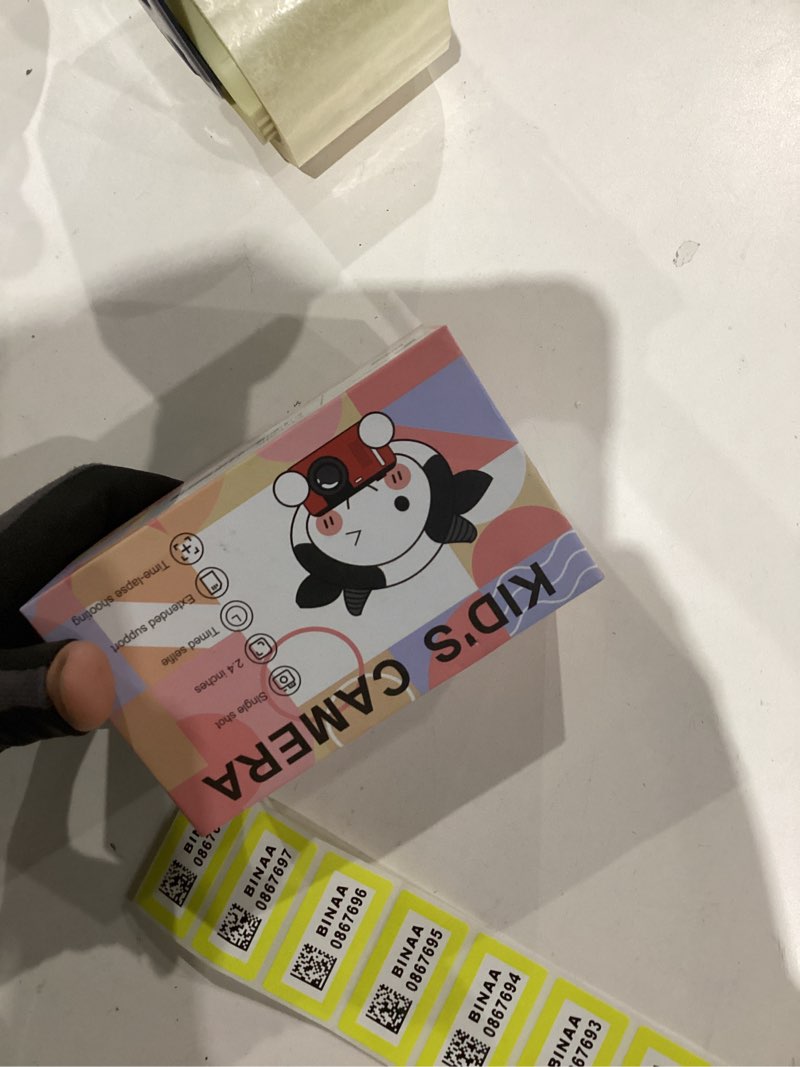 KID'S CAMERA
Single shot
2.4 inches
Timed selfie
Extended support
Time-lapse shooting
BINAA
0867697
BINAA
0867696
BINAA
0867695
BINAA
0867694
BINAA